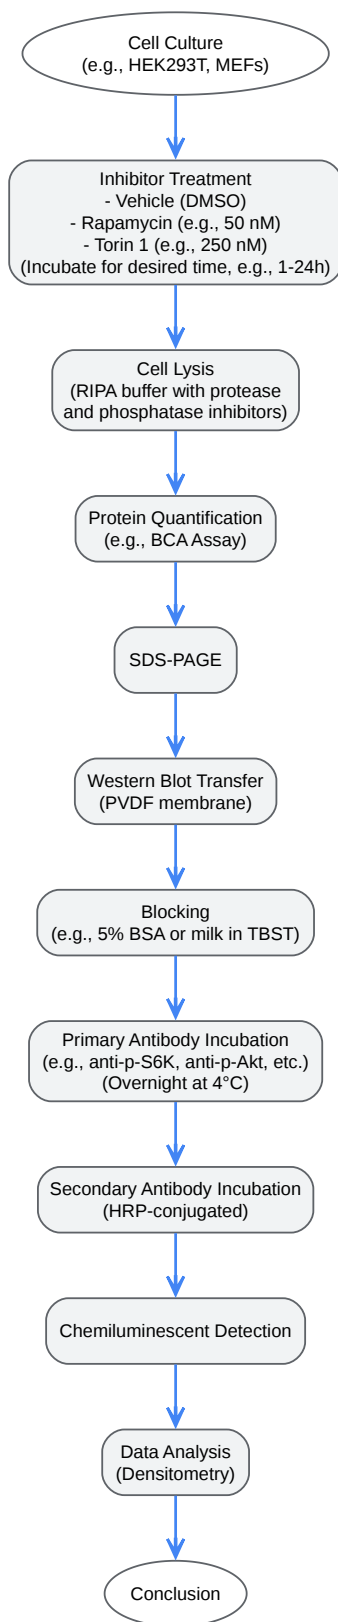 Cell Culture
(e.g., HEK293T, MEFs)
Inhibitor Treatment
- Vehicle (DMSO)
- Rapamycin (e.g., 50 nM)
- Torin 1 (e.g., 250 nM)
(Incubate for desired time, e.g., 1-24h)
Cell Lysis
(RIPA buffer with protease
and phosphatase inhibitors)
Protein Quantification
(e.g., BCA Assay)
SDS-PAGE
Western Blot Transfer
(PVDF membrane)
Blocking
(e.g., 5% BSA or milk in TBST)
Primary Antibody Incubation
(e.g., anti-p-S6K, anti-p-Akt, etc.)
(Overnight at 4°C)
Secondary Antibody Incubation
(HRP-conjugated)
Chemiluminescent Detection
Data Analysis
(Densitometry)
Conclusion